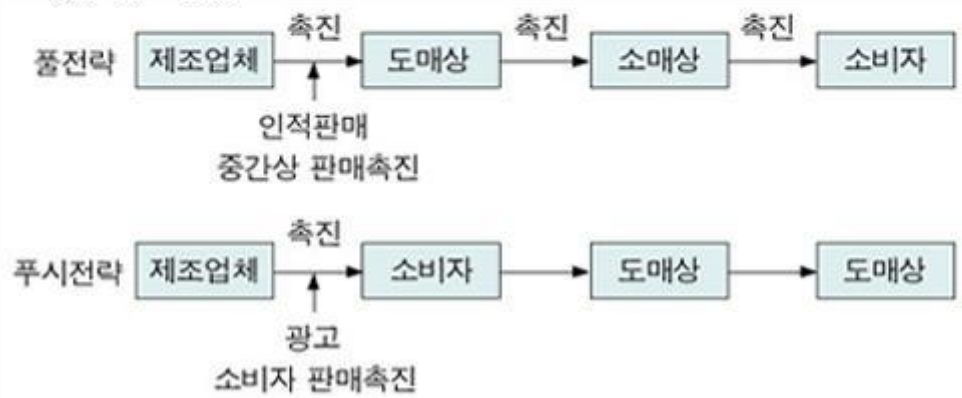 촉진 촉진 촉진
풀전략 제조업체 도매상 소매상 소비자
인적판매
중간상 판매촉진
촉진
푸시전략 제조업체 소비자 도매상 도매상
광고
소비자 판매촉진